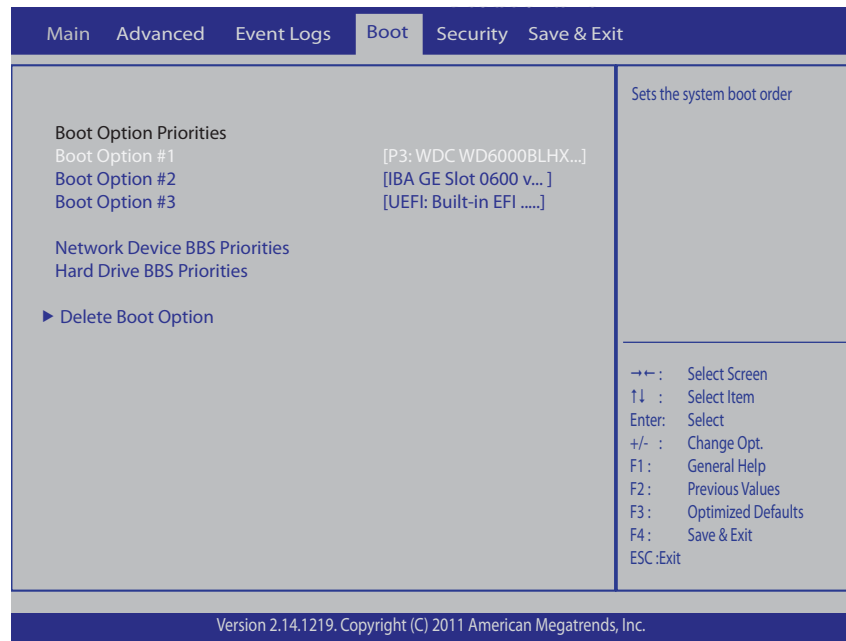 Main Advanced Event Logs Boot Security Save & Exit
Boot Option Priorities
Boot Option #1 [P3: WDC WD6000BLHX...]
Boot Option #2 [IBA GE Slot 0600 v... ]
Boot Option #3 [UEFI: Built-in EFI .....]
Network Device BBS Priorities
Hard Drive BBS Priorities
▶ Delete Boot Option
Sets the system boot order
→← : Select Screen
↑↓ : Select Item
Enter: Select
+/- : Change Opt.
F1 : General Help
F2 : Previous Values
F3 : Optimized Defaults
F4 : Save & Exit
ESC :Exit
Version 2.14.1219. Copyright (C) 2011 American Megatrends, Inc.